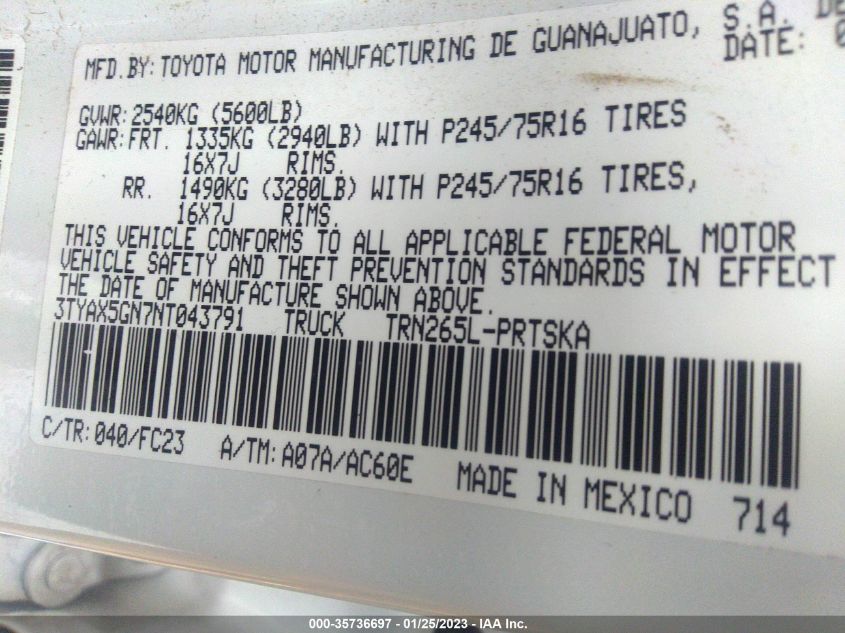 MFD.BY: TOYOTA MOTOR MANUFACTURING DE GUANAJUATO, S.A. DE
DATE: 0
GVWR: 2540KG (5600LB)
GAWR: FRT. 1335KG (2940LB) WITH P245/75R16 TIRES
16X7J RIMS.
RR. 1490KG (3280LB) WITH P245/75R16 TIRES,
16X7J RIMS.
THIS VEHICLE CONFORMS TO ALL APPLICABLE FEDERAL MOTOR
VEHICLE SAFETY AND THEFT PREVENTION STANDARDS IN EFFECT
THE DATE OF MANUFACTURE SHOWN ABOVE.
3TYAX5GN7NT043791 TRUCK TRN265L-PRTSKA
C/TR: 040/FC23 A/TM: A07A/AC60E MADE IN MEXICO 714
000-35736697 - 01/25/2023 - IAA Inc.